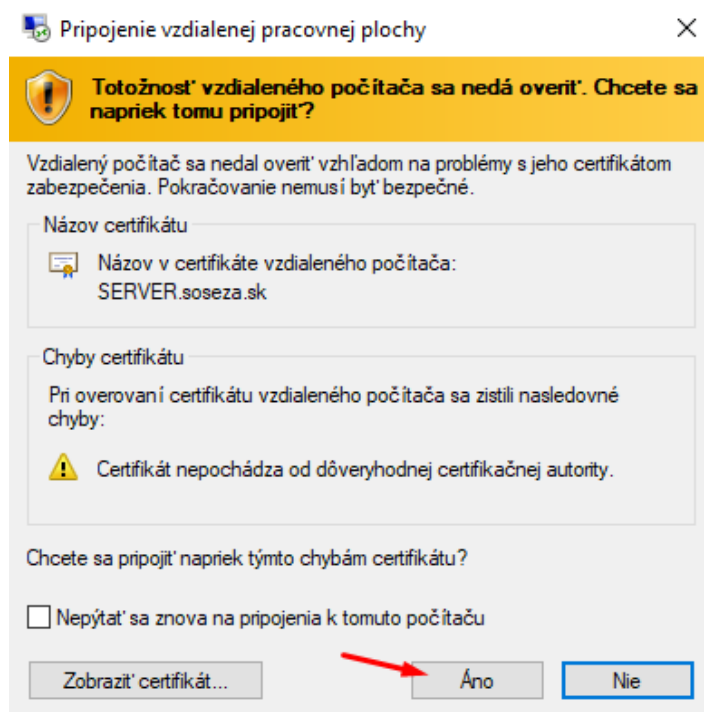 Pripojenie vzdialenej pracovnej plochy
Totožnosť vzdialeného počítača sa nedá overiť. Chcete sa
napriek tomu pripojiť?
Vzdialený počítač sa nedal overiť vzhľadom na problémy s jeho certifikátom
zabezpečenia. Pokračovanie nemusí byť bezpečné.
Názov certifikátu
Názov v certifikáte vzdialeného počítača:
SERVER.soseza.sk
Chyby certifikátu
Pri overovaní certifikátu vzdialeného počítača sa zistili nasledovné
chyby:
Certifikát nepochádza od dôveryhodnej certifikačnej autority.
Chcete sa pripojiť napriek týmto chybám certifikátu?
Nepýtať sa znova na pripojenia k tomuto počítaču
Zobraziť certifikát...
Áno
Nie